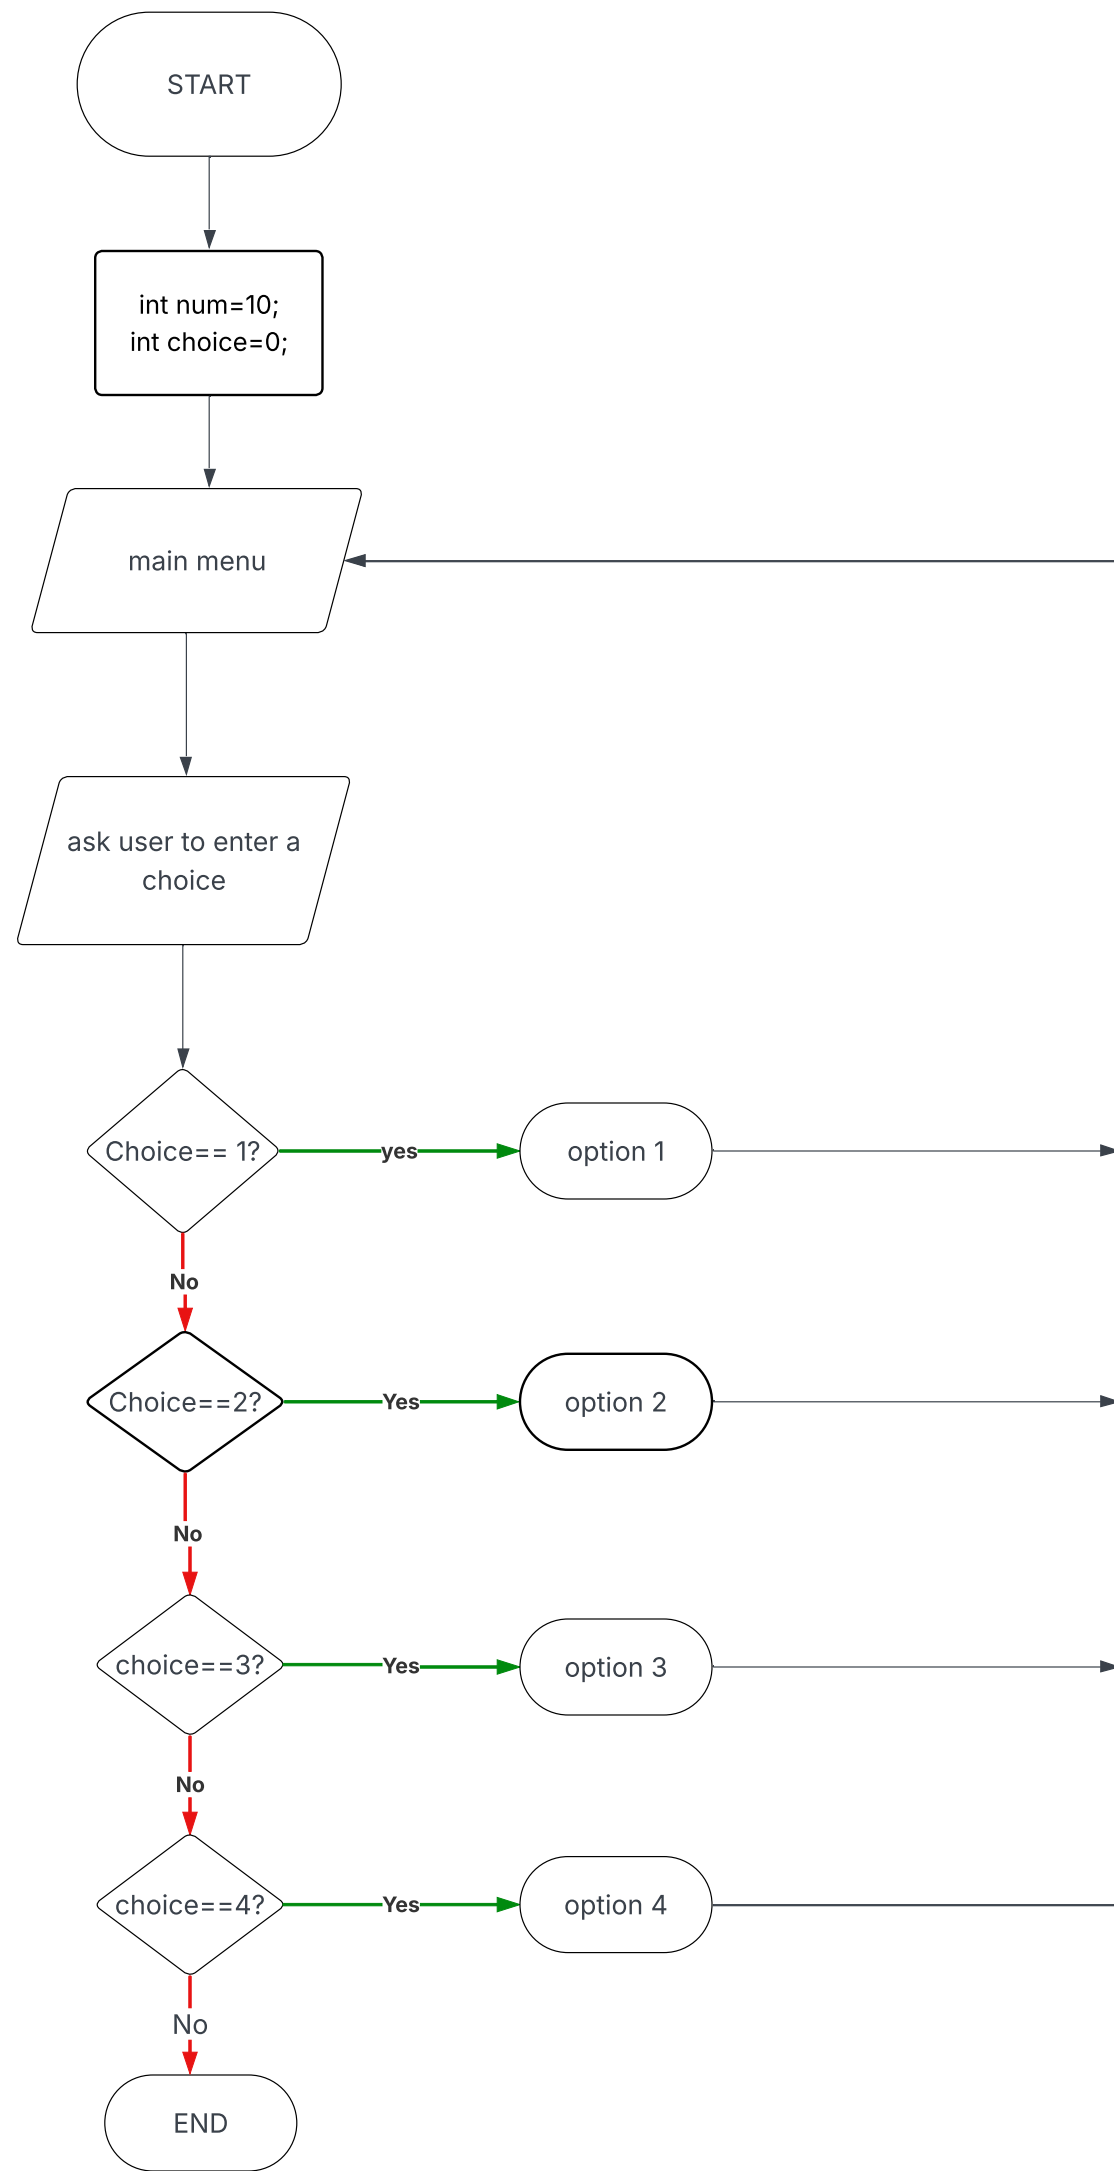 START
int num=10;
int choice=0;
main menu
ask user to enter a
choice
Choice== 1?
yes
option 1
No
Choice==2?
Yes
option 2
No
choice==3?
Yes
option 3
No
choice==4?
Yes
option 4
No
END